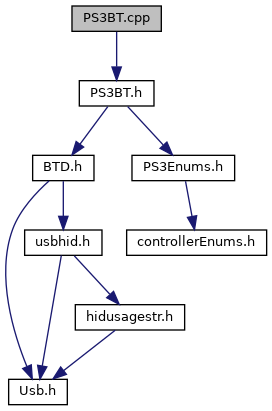 PS3BT.cpp
PS3BT.h
BTD.h
PS3Enums.h
usbhid.h
controllerEnums.h
hidusagestr.h
Usb.h